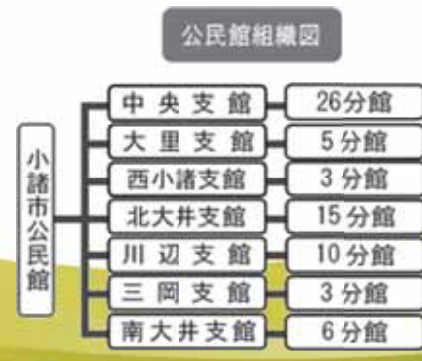 公民館組織図
小諸市公民館
中央支館 26分館
大里支館 5分館
西小諸支館 3分館
北大井支館 15分館
川辺支館 10分館
三岡支館 3分館
南大井支館 6分館